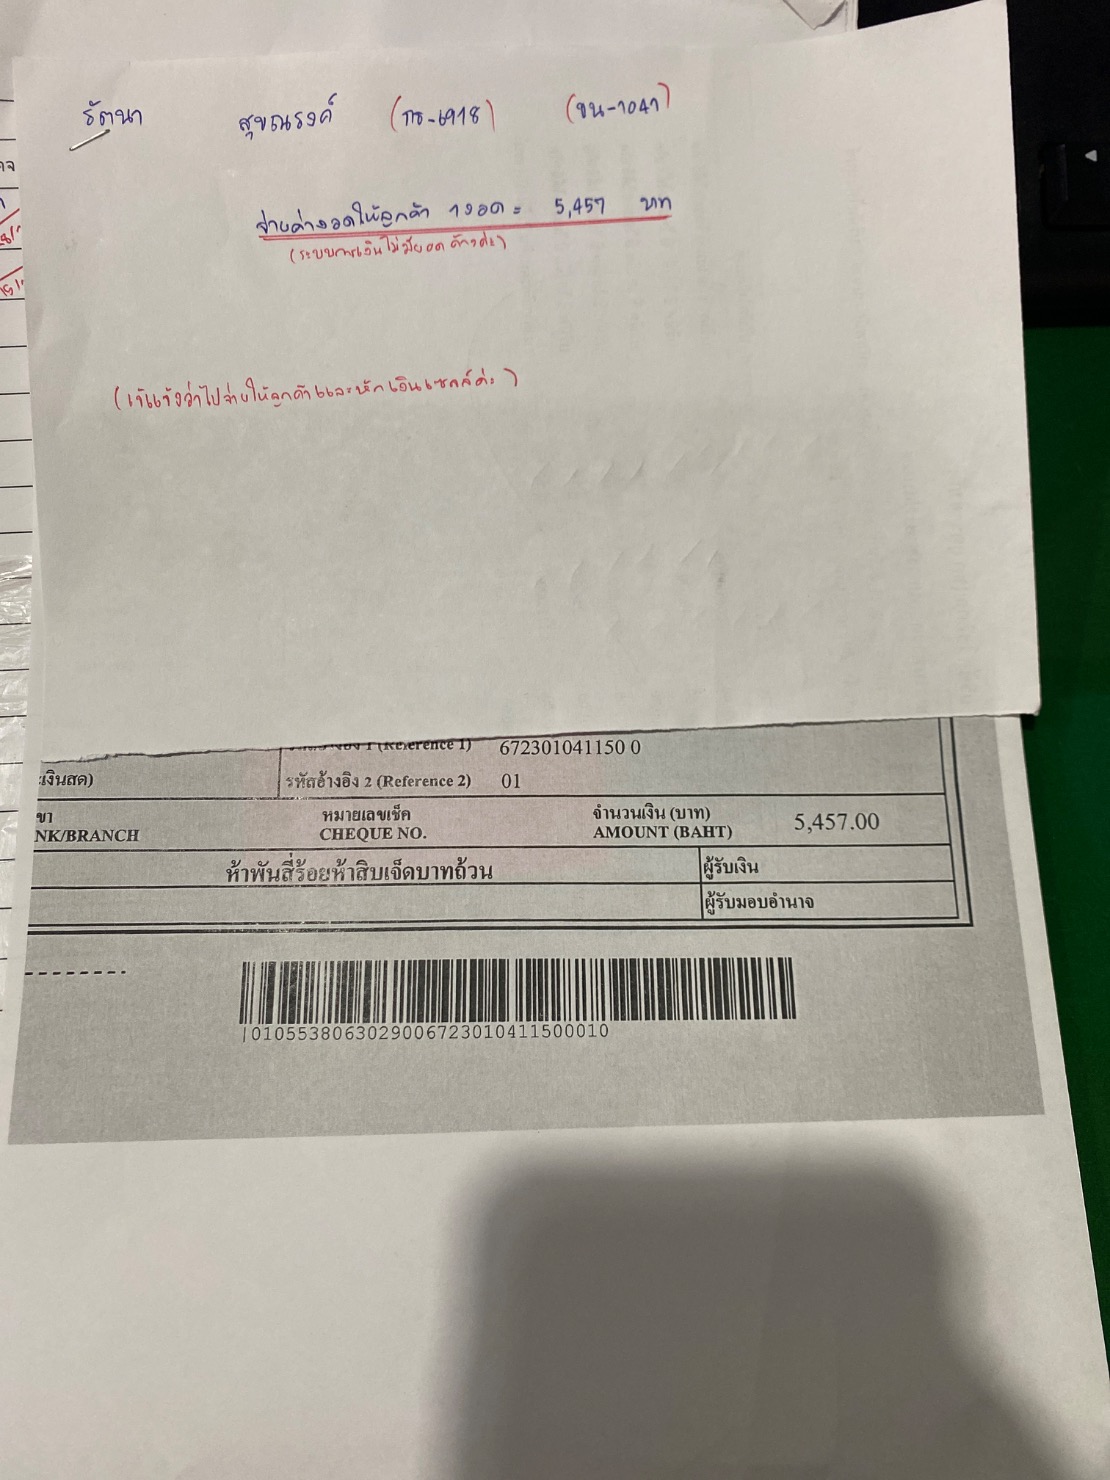 รัตนา สุขณรงค์ (กธ-6918) (ขน-1041)
จ่ายค่างวดให้ลูกค้า 1งวด = 5,457 บาท
(ระบบการเงินไม่มียอดค้างค่ะ)
(เจ้แจ้งว่าไปจ่ายให้ลูกค้าและหักเงินเซลล์ค่ะ)
(Reference 1) 672301041150 0
เงินสด) รหัสอ้างอิง 2 (Reference 2) 01
ขา หมายเลขเช็ค จำนวนเงิน (บาท) 5,457.00
NK/BRANCH CHEQUE NO. AMOUNT (BAHT)
ห้าพันสี่ร้อยห้าสิบเจ็ดบาทถ้วน ผู้รับเงิน
ผู้รับมอบอำนาจ
|010553806302900672301041150​0010